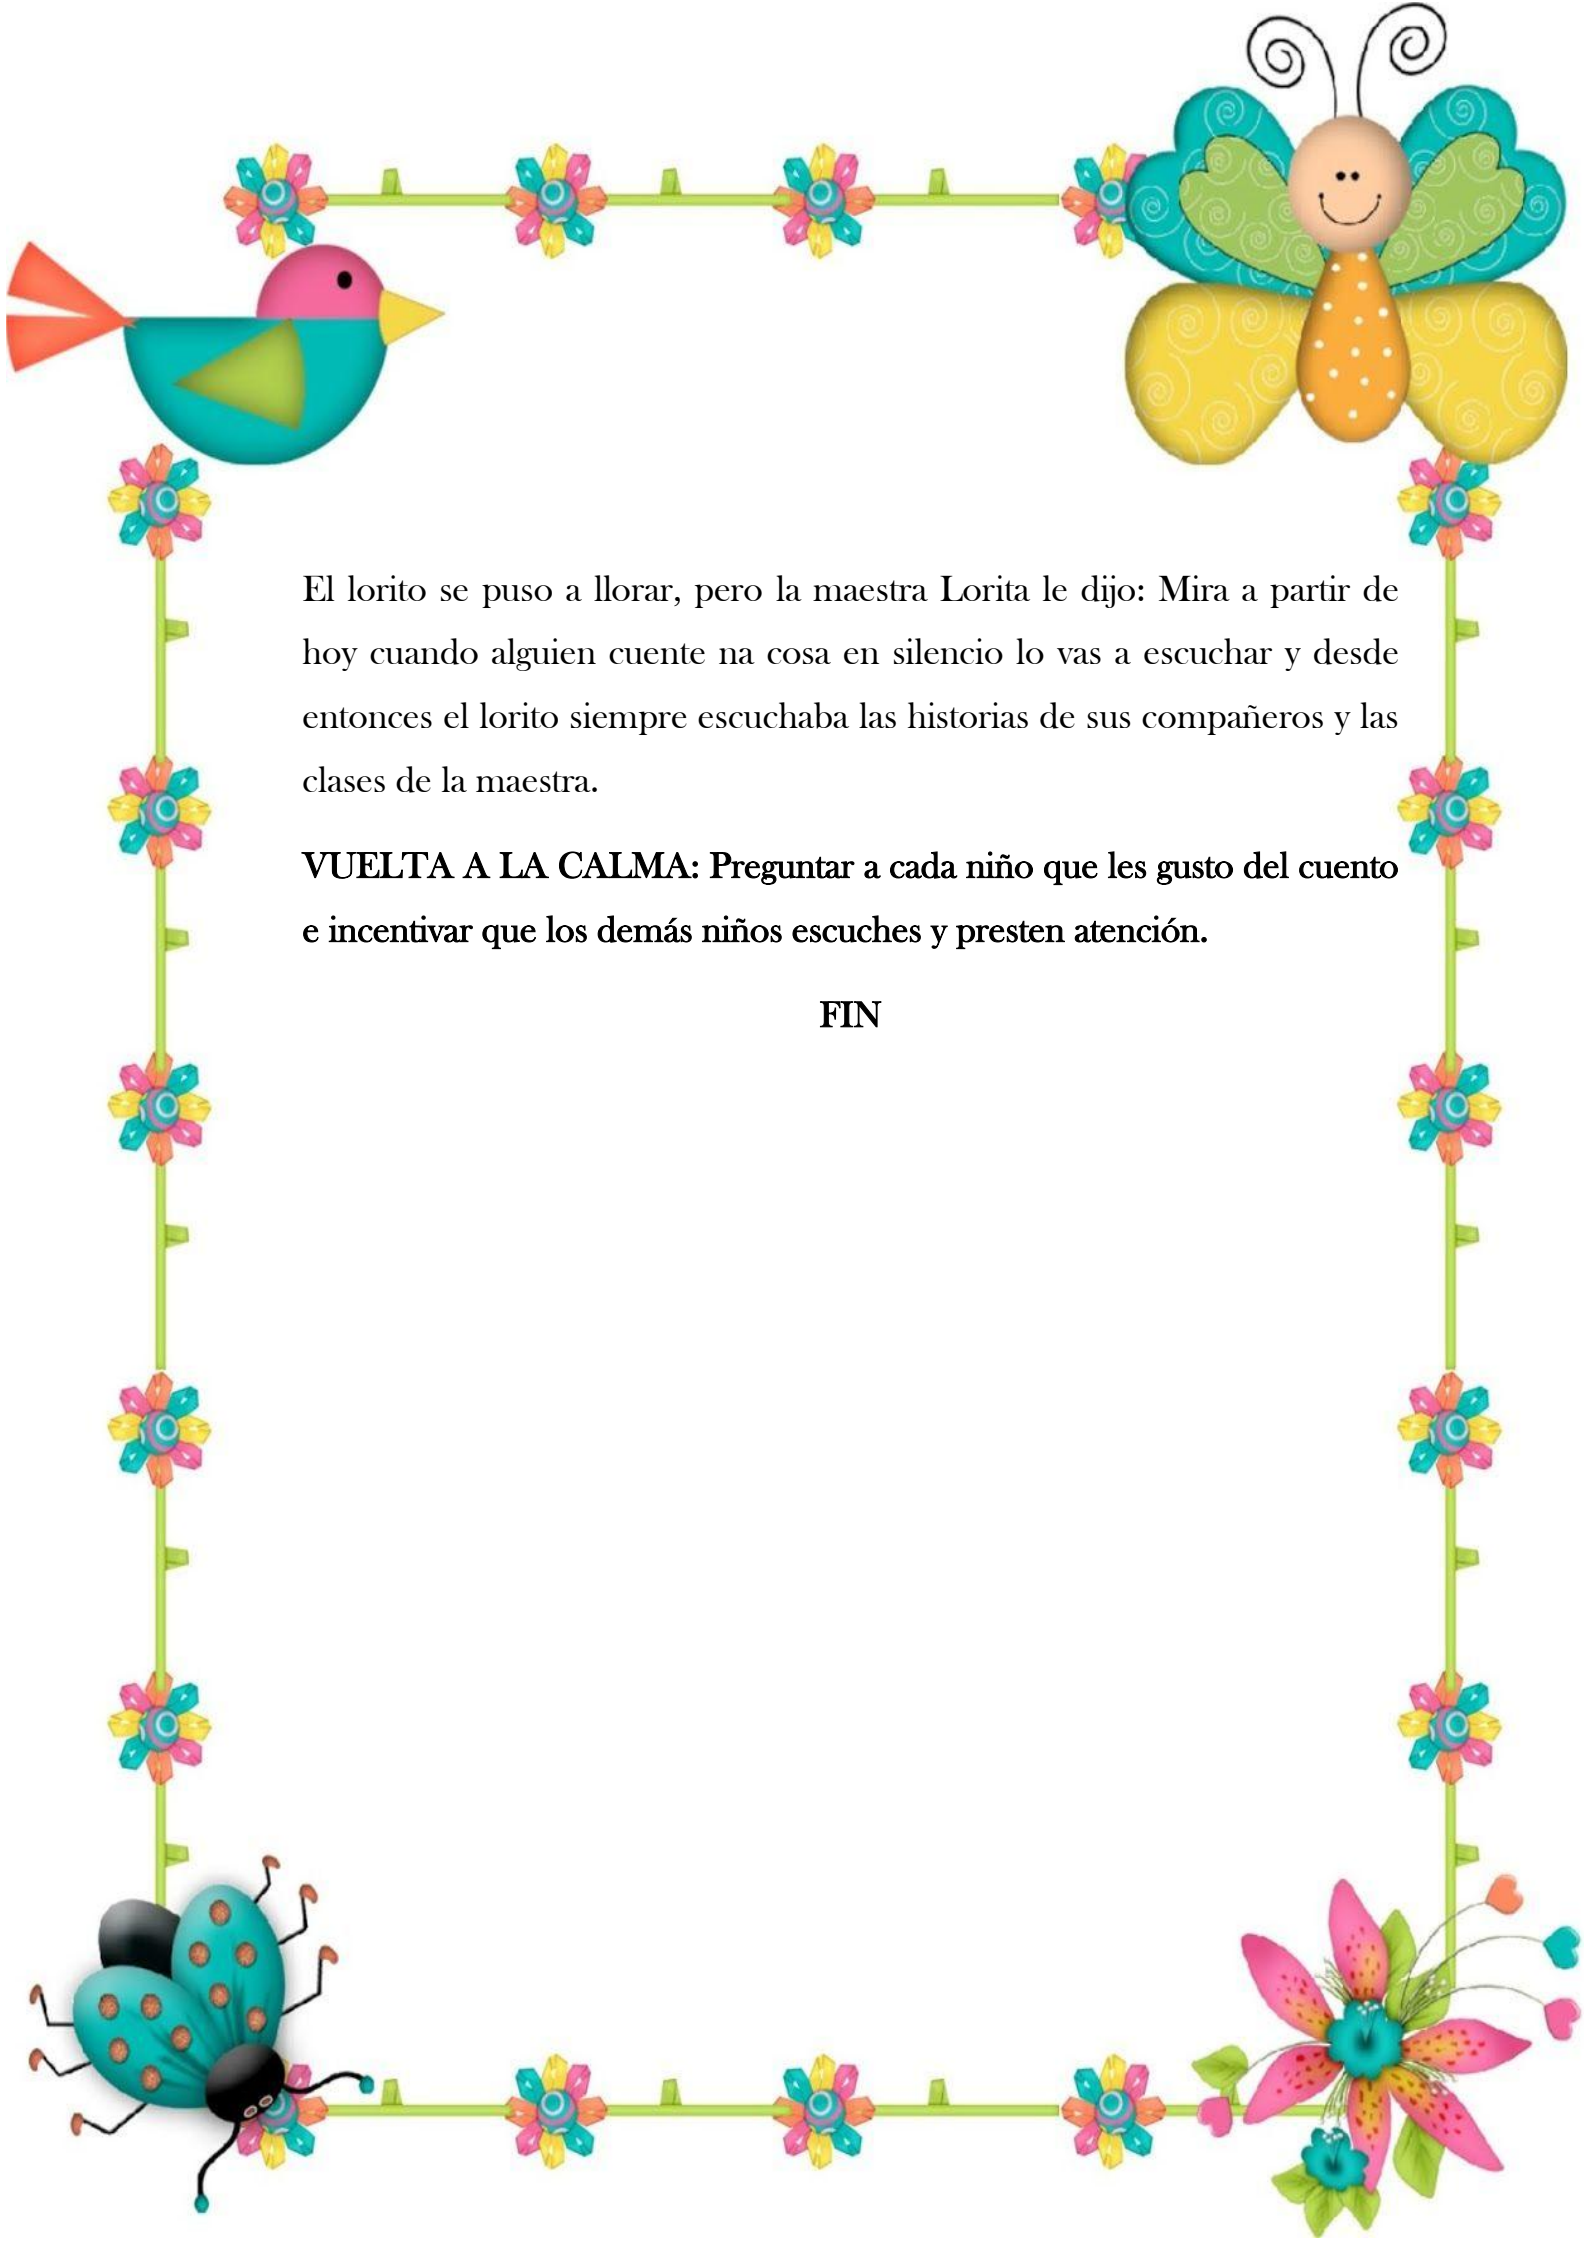 El lorito se puso a llorar, pero la maestra Lorita le dijo: Mira a partir de
hoy cuando alguien cuente na cosa en silencio lo vas a escuchar y desde
entonces el lorito siempre escuchaba las historias de sus compañeros y las
clases de la maestra.
VUELTA A LA CALMA: Preguntar a cada niño que les gusto del cuento
e incentivar que los demás niños escuches y presten atención.
FIN